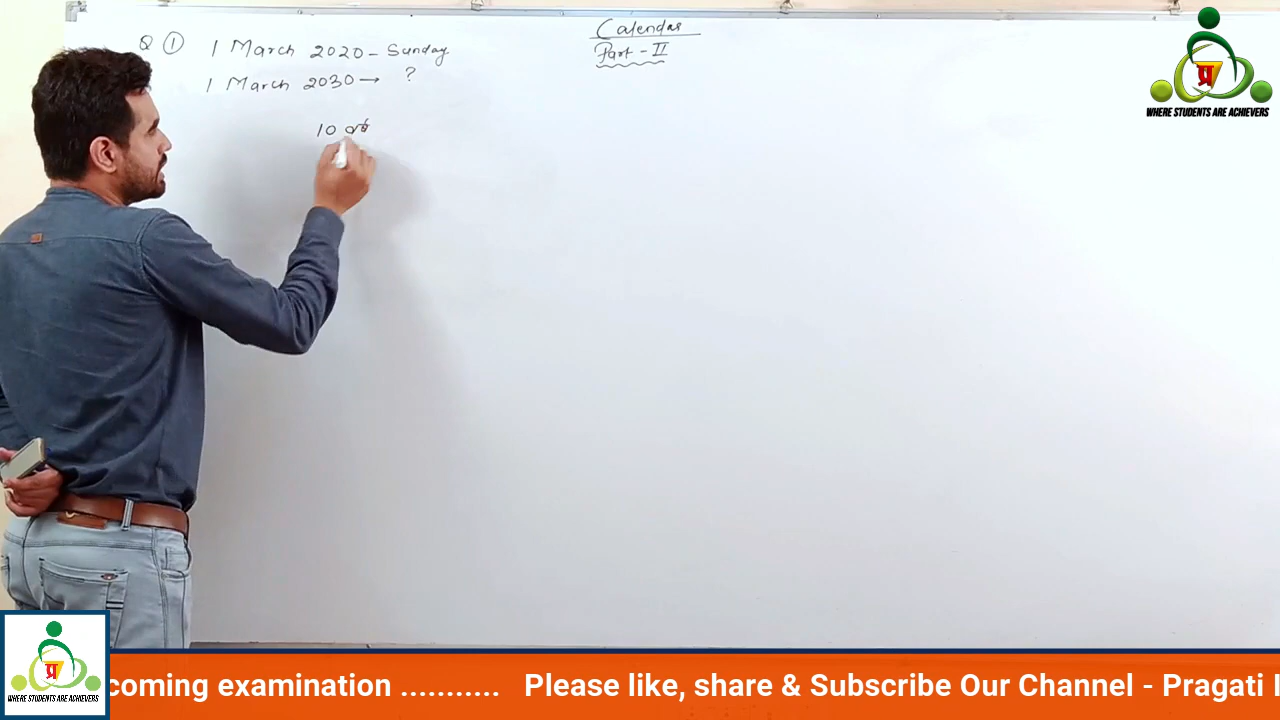 Calendar
Part - II
Q ① 1 March 2020 - Sunday
1 March 2030 → ?
10 वर्ष
प्र
WHERE STUDENTS ARE ACHIEVERS
प्र
WHERE STUDENTS ARE ACHIEVERS
coming examination ........... Please like, share & Subscribe Our Channel - Pragati I